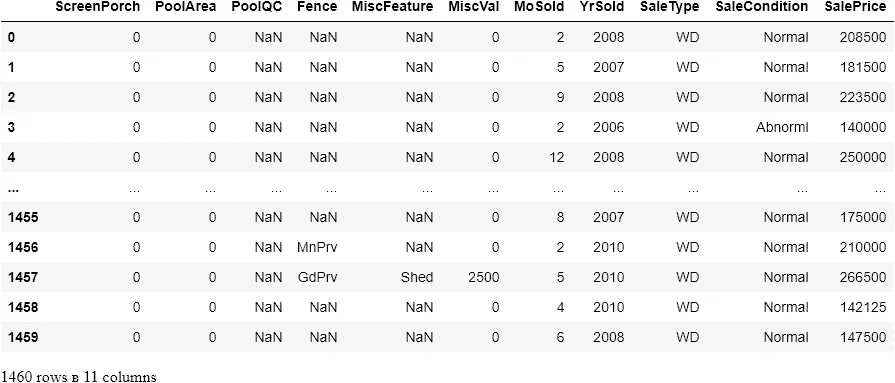 ScreenPorch PoolArea PoolQC Fence MiscFeature MiscVal MoSold YrSold SaleType SaleCondition SalePrice
0 0 0 NaN NaN NaN 0 2 2008 WD Normal 208500
1 0 0 NaN NaN NaN 0 5 2007 WD Normal 181500
2 0 0 NaN NaN NaN 0 9 2008 WD Normal 223500
3 0 0 NaN NaN NaN 0 2 2006 WD Abnorml 140000
4 0 0 NaN NaN NaN 0 12 2008 WD Normal 250000
... ... ... ... ... ... ... ... ... ... ... ...
1455 0 0 NaN NaN NaN 0 8 2007 WD Normal 175000
1456 0 0 NaN MnPrv NaN 0 2 2010 WD Normal 210000
1457 0 0 NaN GdPrv Shed 2500 5 2010 WD Normal 266500
1458 0 0 NaN NaN NaN 0 4 2010 WD Normal 142125
1459 0 0 NaN NaN NaN 0 6 2008 WD Normal 147500
1460 rows в 11 columns